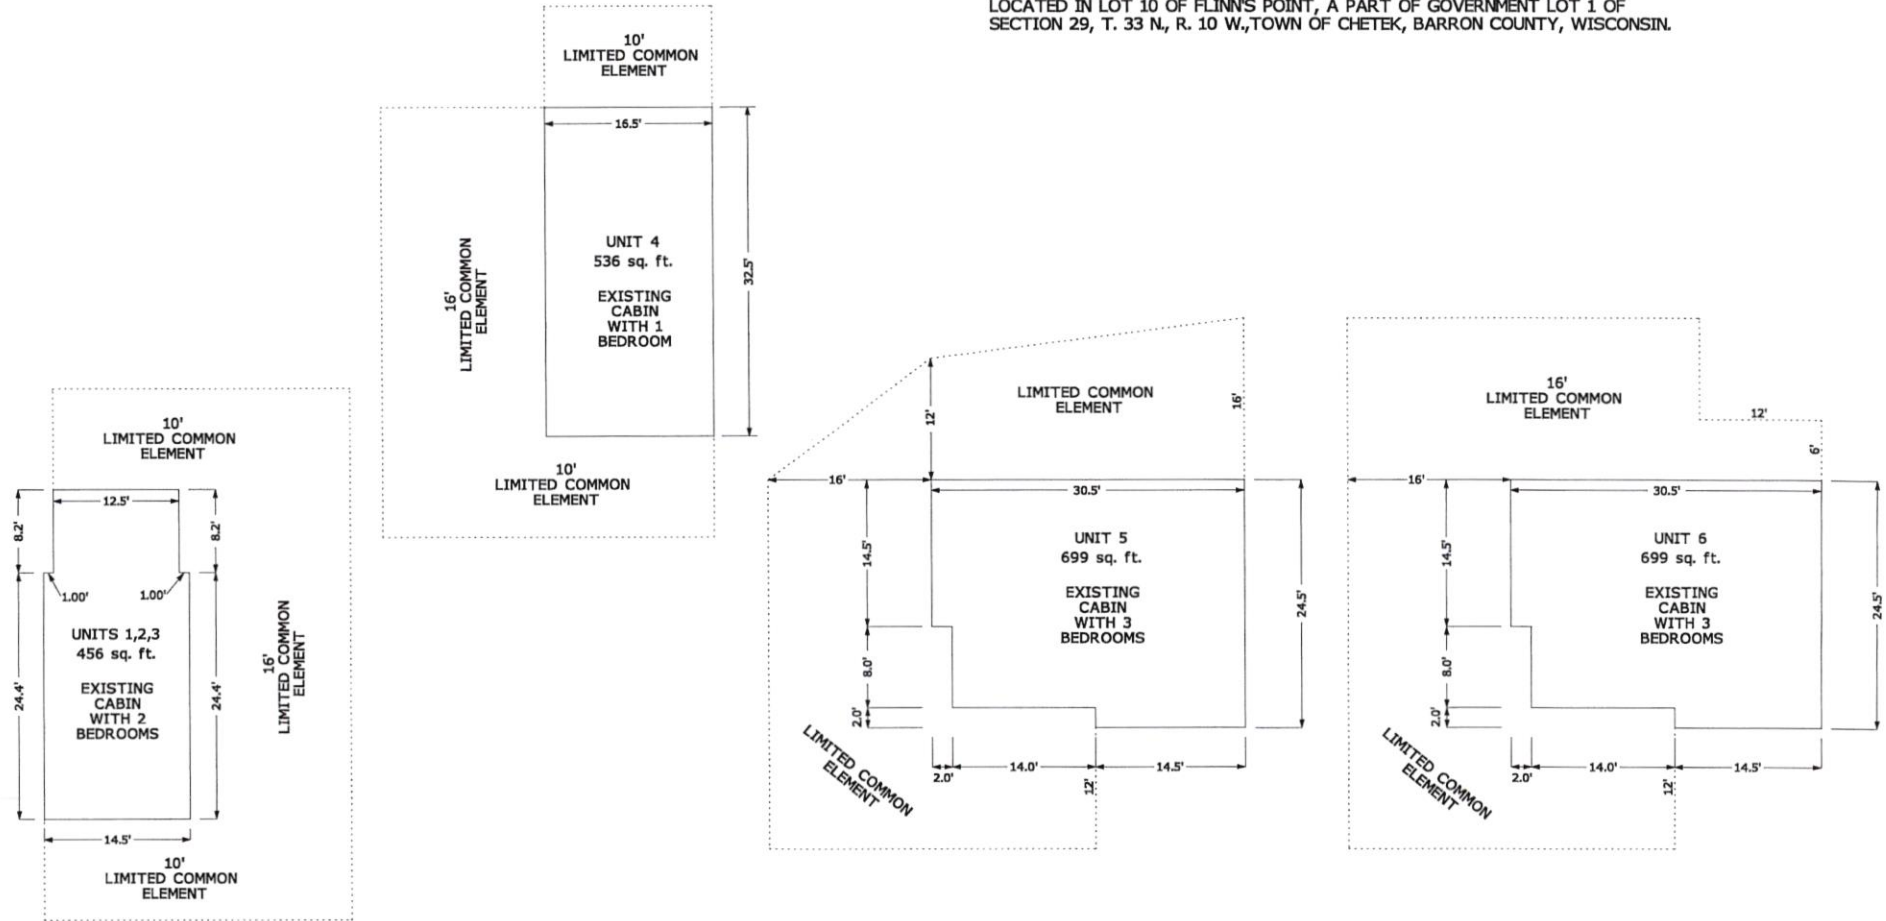 LOCATED IN LOT 10 OF FLINN'S POINT, A PART OF GOVERNMENT LOT 1 OF
SECTION 29, T. 33 N., R. 10 W.,TOWN OF CHETEK, BARRON COUNTY, WISCONSIN.
10'
LIMITED COMMON
ELEMENT
12.5'
8.2'
8.2'
1.00'
1.00'
UNITS 1,2,3
456 sq. ft.
EXISTING
CABIN
WITH 2
BEDROOMS
24.4'
24.4'
16'
LIMITED COMMON
ELEMENT
14.5'
10'
LIMITED COMMON
ELEMENT
10'
LIMITED COMMON
ELEMENT
16.5'
32.5'
UNIT 4
536 sq. ft.
EXISTING
CABIN
WITH 1
BEDROOM
16'
LIMITED COMMON
ELEMENT
10'
LIMITED COMMON
ELEMENT
LIMITED COMMON
ELEMENT
12'
16'
16'
30.5'
14.5'
UNIT 5
699 sq. ft.
EXISTING
CABIN
WITH 3
BEDROOMS
24.5'
8.0'
2.0'
2.0'
14.0'
14.5'
12'
LIMITED COMMON
ELEMENT
16'
LIMITED COMMON
ELEMENT
12'
6'
16'
30.5'
14.5'
UNIT 6
699 sq. ft.
EXISTING
CABIN
WITH 3
BEDROOMS
24.5'
8.0'
2.0'
2.0'
14.0'
14.5'
12'
LIMITED COMMON
ELEMENT